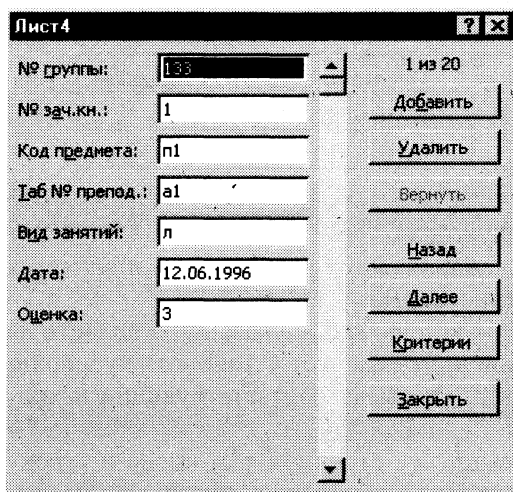 Лист4
№ группы: 133 1 из 20
№ зач.кн.: 1 Добавить
Код предмета: п1 Удалить
Таб № препод.: а1 Вернуть
Вид занятий: л Назад
Дата: 12.06.1996 Далее
Оценка: 3 Критерии
Закрыть